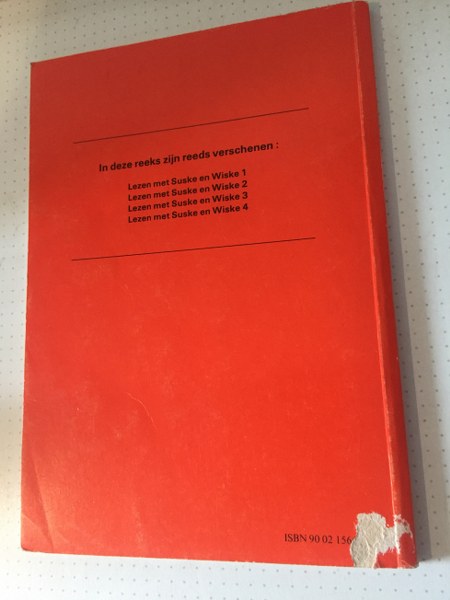 In deze reeks zijn reeds verschenen :
Lezen met Suske en Wiske 1
Lezen met Suske en Wiske 2
Lezen met Suske en Wiske 3
Lezen met Suske en Wiske 4
ISBN 90 02 156